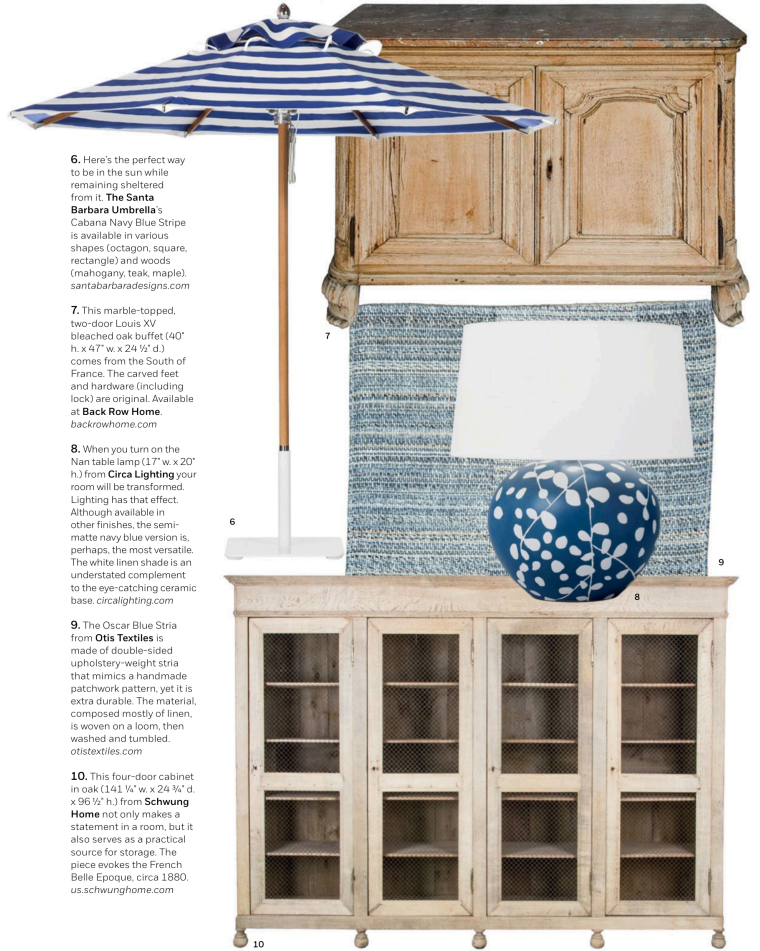 6. Here's the perfect way
to be in the sun while
remaining sheltered
from it. The Santa
Barbara Umbrella's
Cabana Navy Blue Stripe
is available in various
shapes (octagon, square,
rectangle) and woods
(mahogany, teak, maple).
santabarbaradesigns.com
7. This marble-topped,
two-door Louis XV
bleached oak buffet (40"
h. x 47" w. x 24 ½" d.)
comes from the South of
France. The carved feet
and hardware (including
lock) are original. Available
at Back Row Home.
backrowhome.com
8. When you turn on the
Nan table lamp (17" w. x 20"
h.) from Circa Lighting your
room will be transformed.
Lighting has that effect.
Although available in
other finishes, the semi-
matte navy blue version is,
perhaps, the most versatile.
The white linen shade is an
understated complement
to the eye-catching ceramic
base. circalighting.com
9. The Oscar Blue Stria
from Otis Textiles is
made of double-sided
upholstery-weight stria
that mimics a handmade
patchwork pattern, yet it is
extra durable. The material,
composed mostly of linen,
is woven on a loom, then
washed and tumbled.
otistextiles.com
10. This four-door cabinet
in oak (141 ¼" w. x 24 ¾" d.
x 96 ½" h.) from Schwung
Home not only makes a
statement in a room, but it
also serves as a practical
source for storage. The
piece evokes the French
Belle Epoque, circa 1880.
us.schwunghome.com
7
6
9
8
10